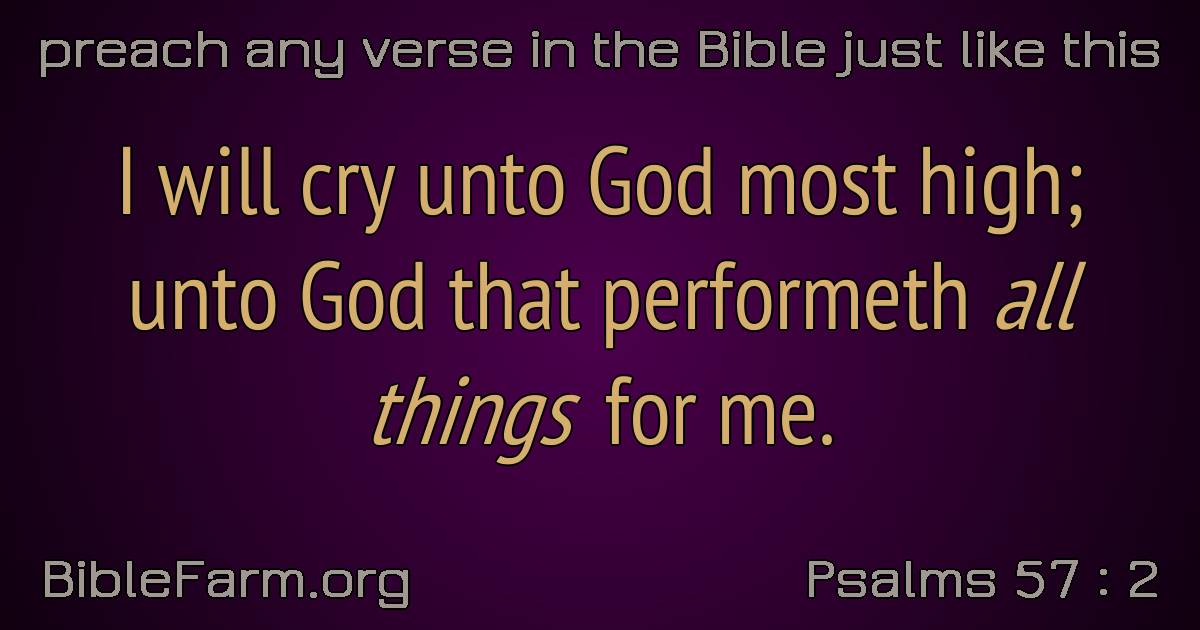 preach any verse in the Bible just like this
I will cry unto God most high;
unto God that performeth all
things for me.
BibleFarm.org
Psalms 57 : 2